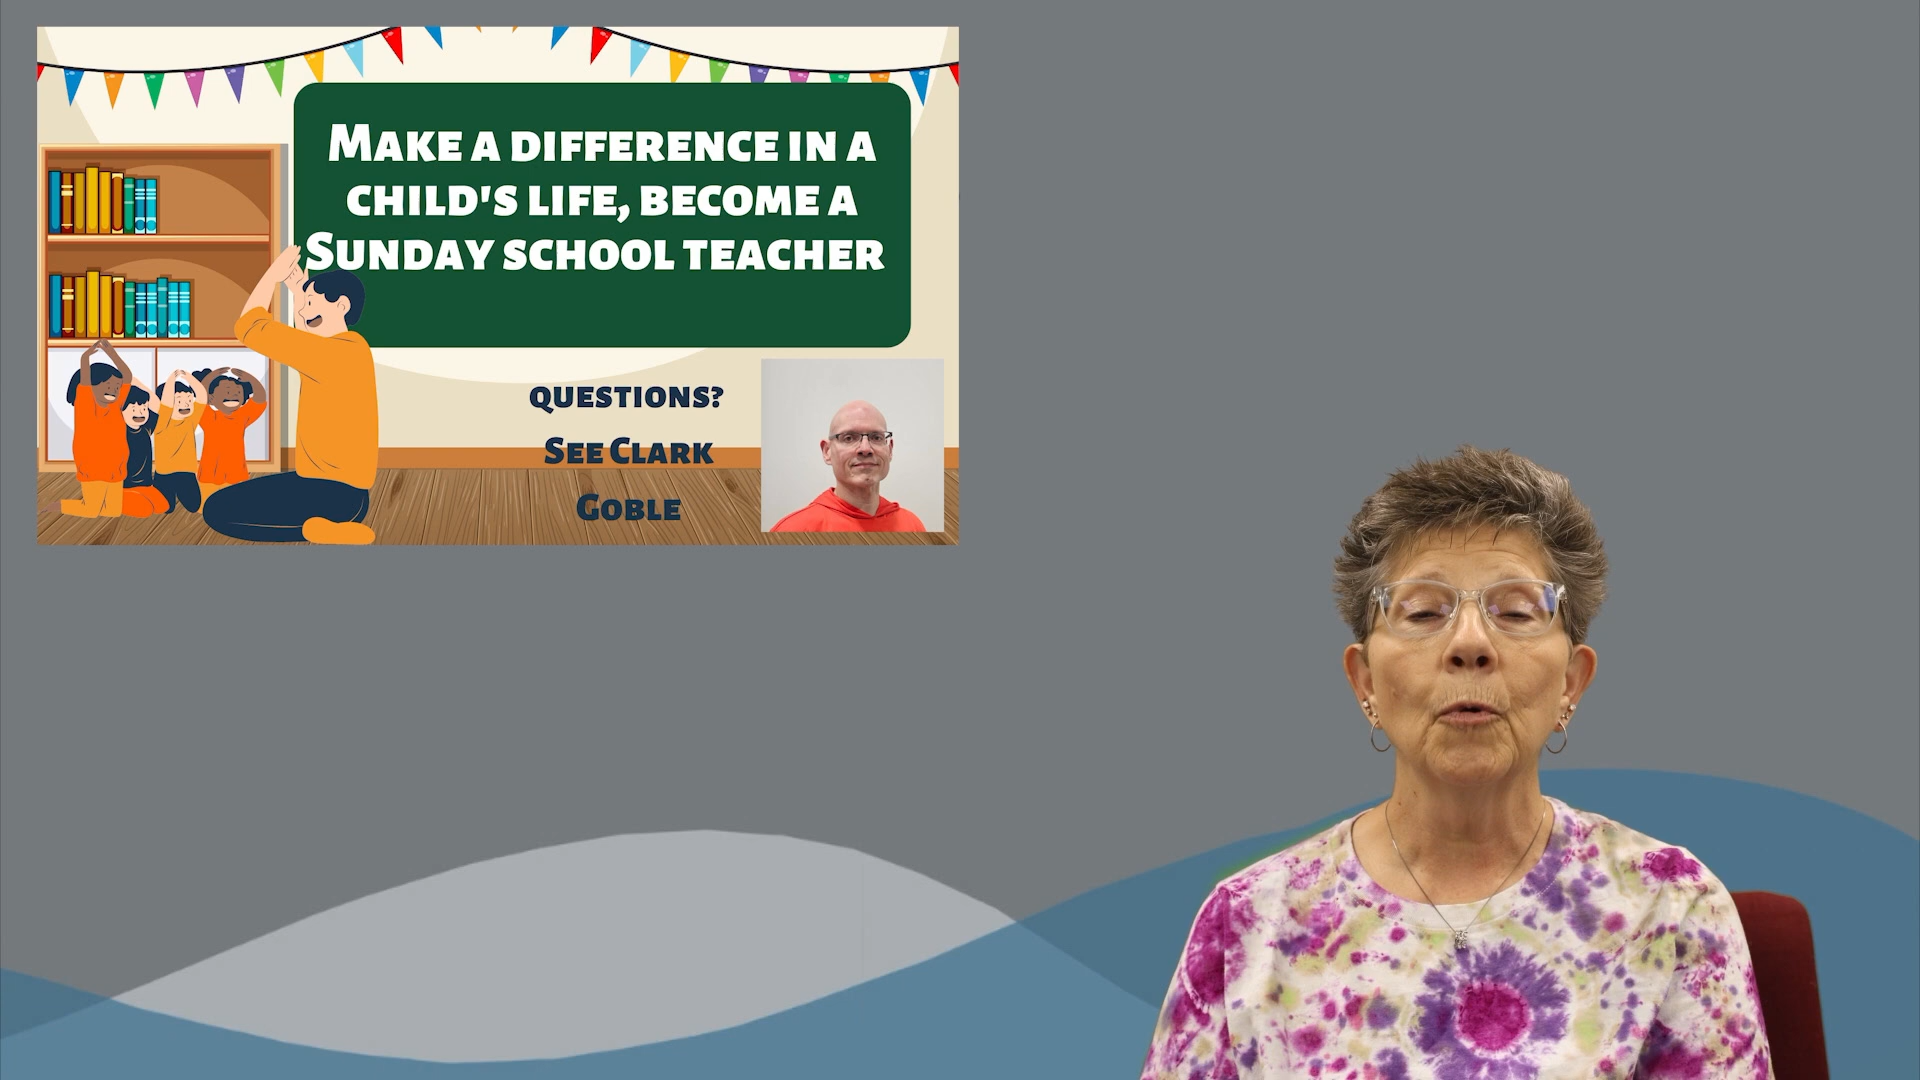 Make a difference in a
child's life, become a
Sunday school teacher
questions?
See Clark
Goble